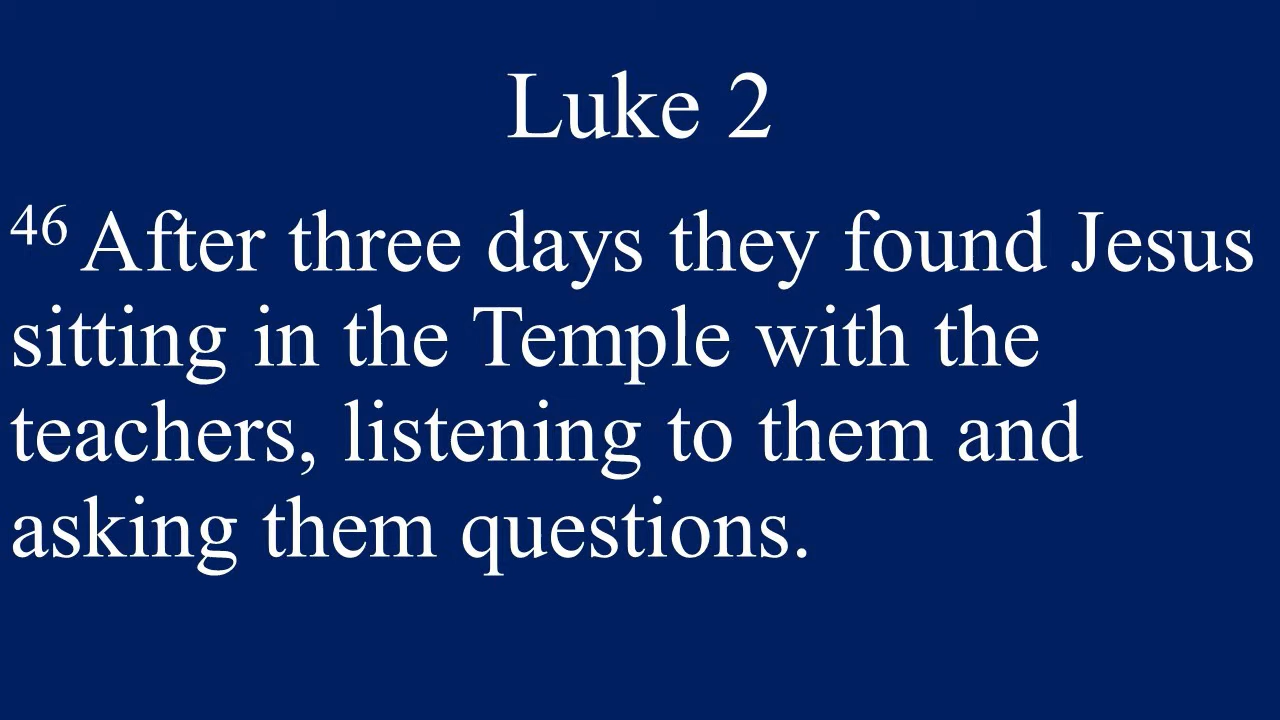 Luke 2
46 After three days they found Jesus
sitting in the Temple with the
teachers, listening to them and
asking them questions.